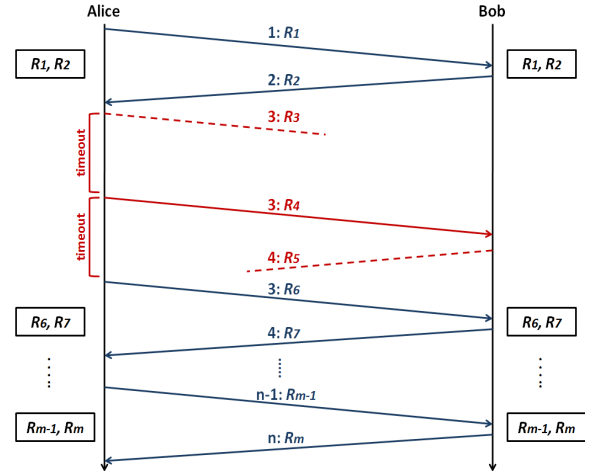 Alice Bob
1: R1
R1, R2 R1, R2
2: R2
3: R3
timeout
3: R4
timeout
4: R5
3: R6
R6, R7 R6, R7
4: R7
n-1: Rm-1
Rm-1, Rm Rm-1, Rm
n: Rm